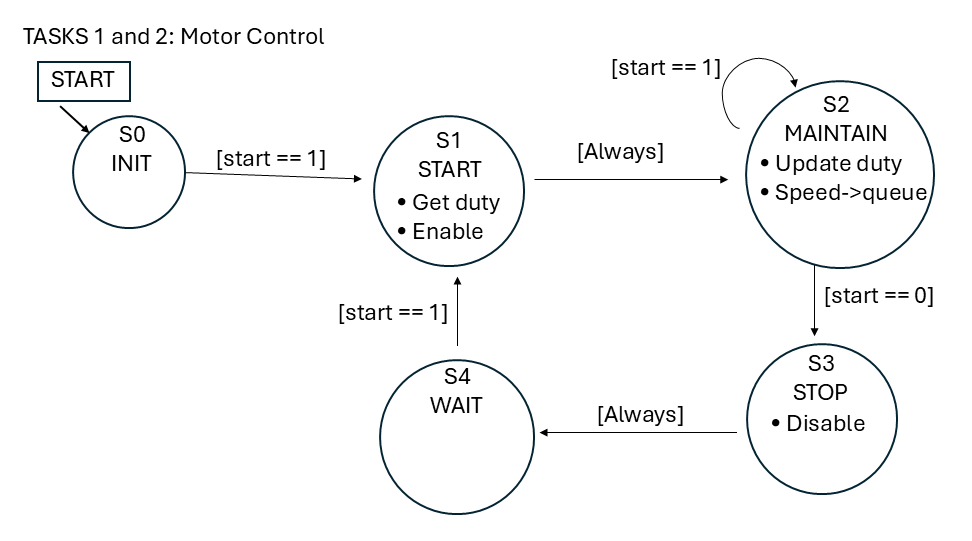 TASKS 1 and 2: Motor Control
START
S0
INIT
[start == 1]
S1
START
• Get duty
• Enable
[Always]
[start == 1]
S2
MAINTAIN
• Update duty
• Speed->queue
[start == 0]
S3
STOP
• Disable
[Always]
S4
WAIT
[start == 1]